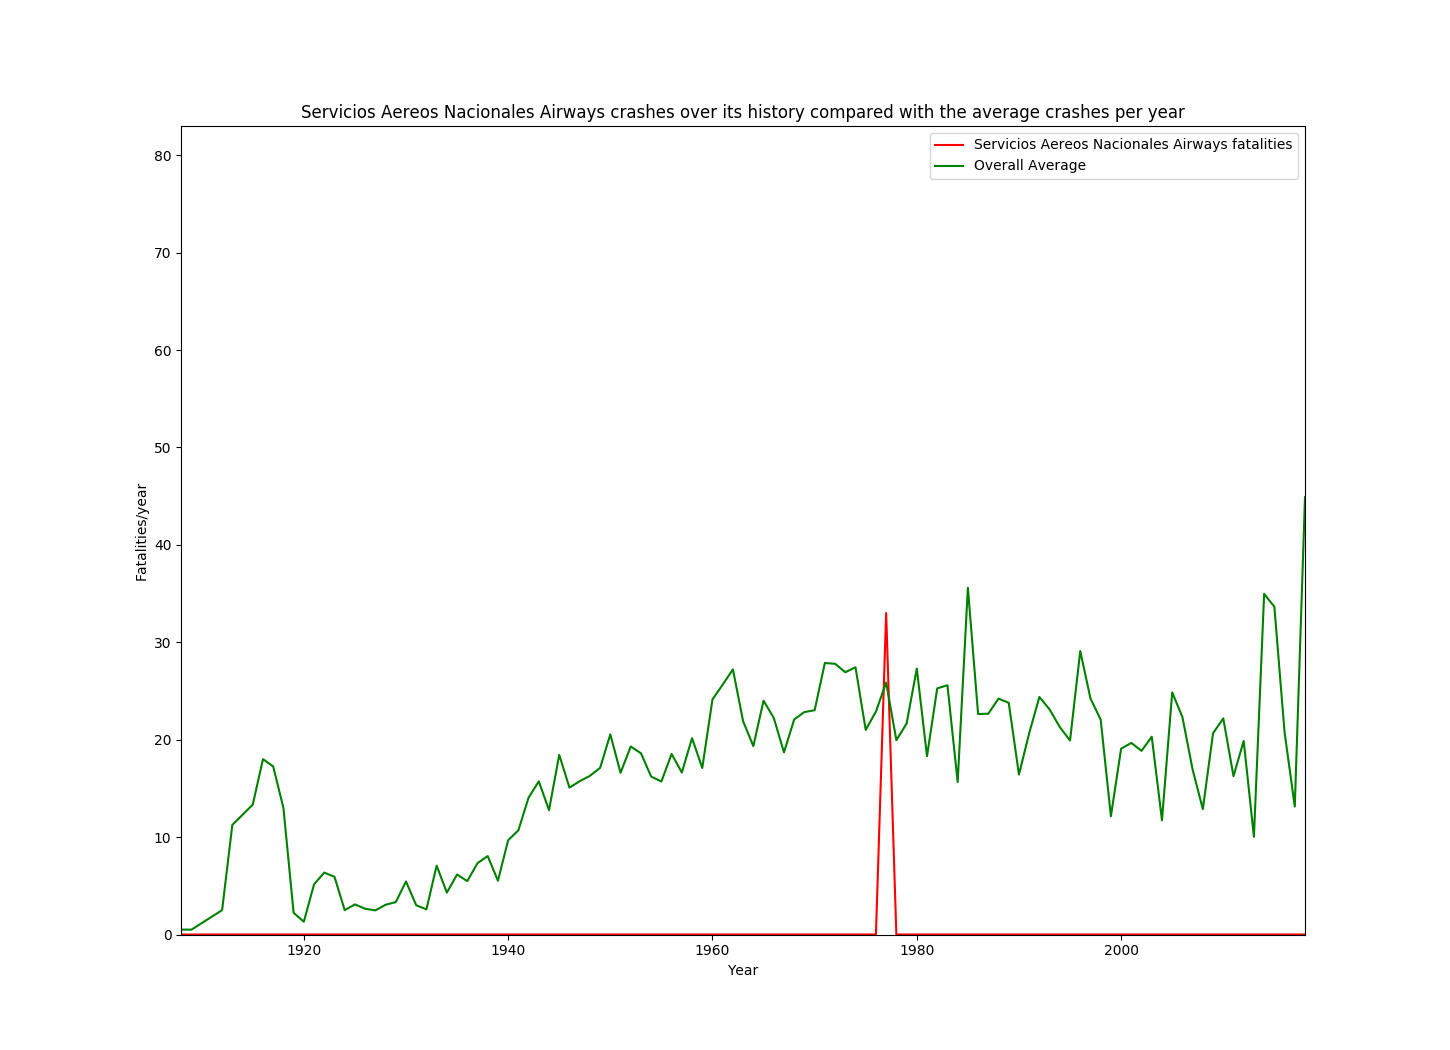 Servicios Aereos Nacionales Airways crashes over its history compared with the average crashes per year
Servicios Aereos Nacionales Airways fatalities
Overall Average
80
70
60
50
40
30
20
10
0
Fatalities/year
1920 1940 1960 1980 2000
Year